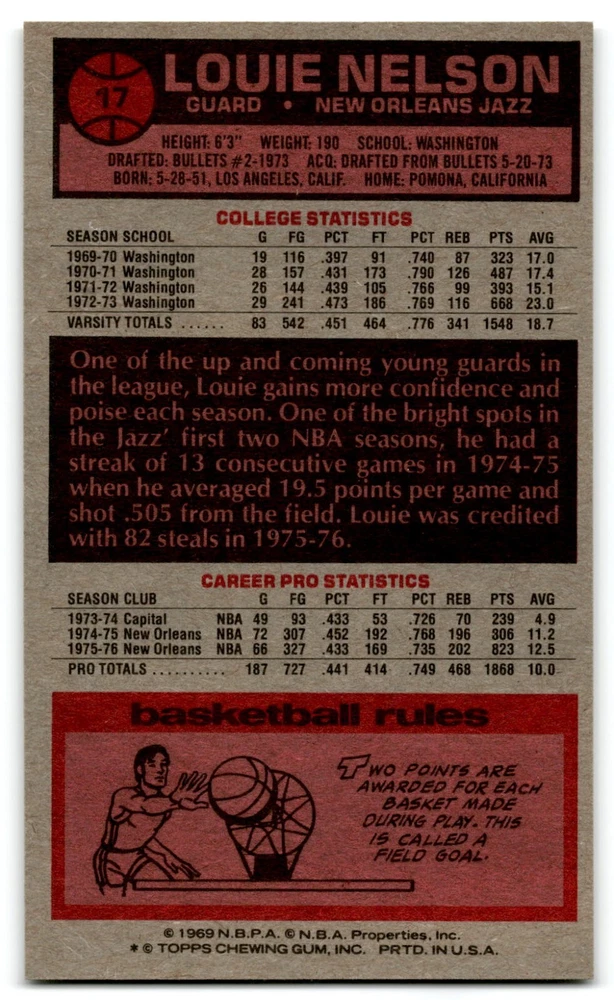 17
LOUIE NELSON
GUARD • NEW ORLEANS JAZZ
HEIGHT: 6'3" WEIGHT: 190 SCHOOL: WASHINGTON
DRAFTED: BULLETS #2-1973 ACQ: DRAFTED FROM BULLETS 5-20-73
BORN: 5-28-51, LOS ANGELES, CALIF. HOME: POMONA, CALIFORNIA
COLLEGE STATISTICS
SEASON SCHOOL G FG PCT FT PCT REB PTS AVG
1969-70 Washington 19 116 .397 91 .740 87 323 17.0
1970-71 Washington 28 157 .431 173 .790 126 487 17.4
1971-72 Washington 26 144 .439 105 .766 99 393 15.1
1972-73 Washington 29 241 .473 186 .769 116 668 23.0
VARSITY TOTALS ...... 83 542 .451 464 .776 341 1548 18.7
One of the up and coming young guards in
the league, Louie gains more confidence and
poise each season. One of the bright spots in
the Jazz' first two NBA seasons, he had a
streak of 13 consecutive games in 1974-75
when he averaged 19.5 points per game and
shot .505 from the field. Louie was credited
with 82 steals in 1975-76.
CAREER PRO STATISTICS
SEASON CLUB G FG PCT FT PCT REB PTS AVG
1973-74 Capital NBA 49 93 .433 53 .726 70 239 4.9
1974-75 New Orleans NBA 72 307 .452 192 .768 196 306 11.2
1975-76 New Orleans NBA 66 327 .433 169 .735 202 823 12.5
PRO TOTALS .......... 187 727 .441 414 .749 468 1868 10.0
basketball rules
TWO POINTS ARE
AWARDED FOR EACH
BASKET MADE
DURING PLAY. THIS
IS CALLED A
FIELD GOAL.
© 1969 N.B.P.A. © N.B.A. Properties, Inc.
* © TOPPS CHEWING GUM, INC. PRTD. IN U.S.A.